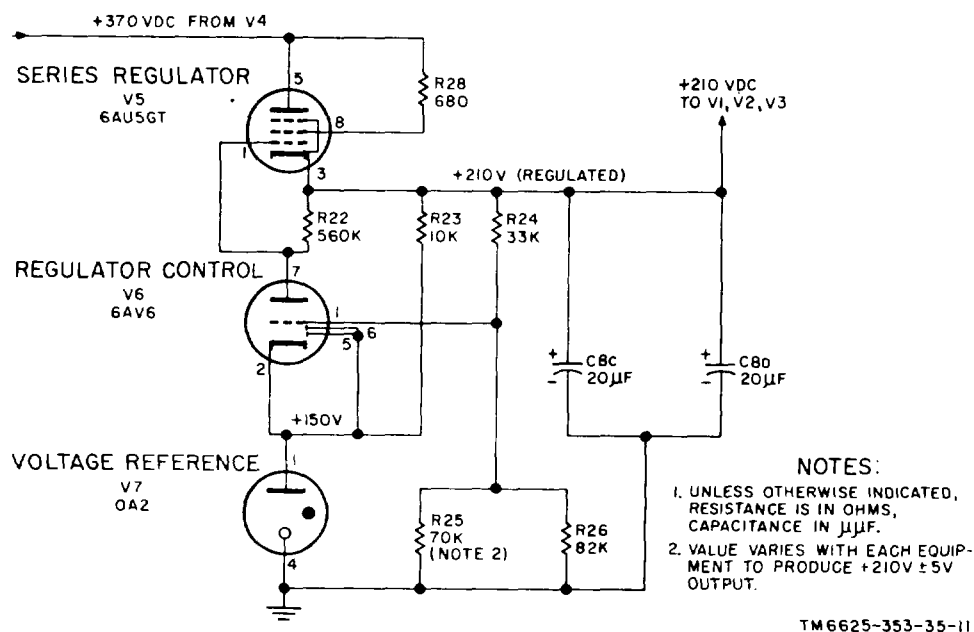 +370 VDC FROM V4
SERIES REGULATOR
V5
6AU5GT
5
8
1
3
R28
680
+210 VDC
TO V1, V2, V3
+210 V (REGULATED)
R22
560K
R23
10K
R24
33K
REGULATOR CONTROL
V6
6AV6
7
1
6
5
2
C8C
20µF
+
-
C8D
20µF
+
-
+150V
VOLTAGE REFERENCE
V7
OA2
1
4
R25
70K
(NOTE 2)
R26
82K
NOTES:
1. UNLESS OTHERWISE INDICATED,
RESISTANCE IS IN OHMS,
CAPACITANCE IN µµF.
2. VALUE VARIES WITH EACH EQUIP-
MENT TO PRODUCE +210V ±5V
OUTPUT.
TM6625-353-35-11